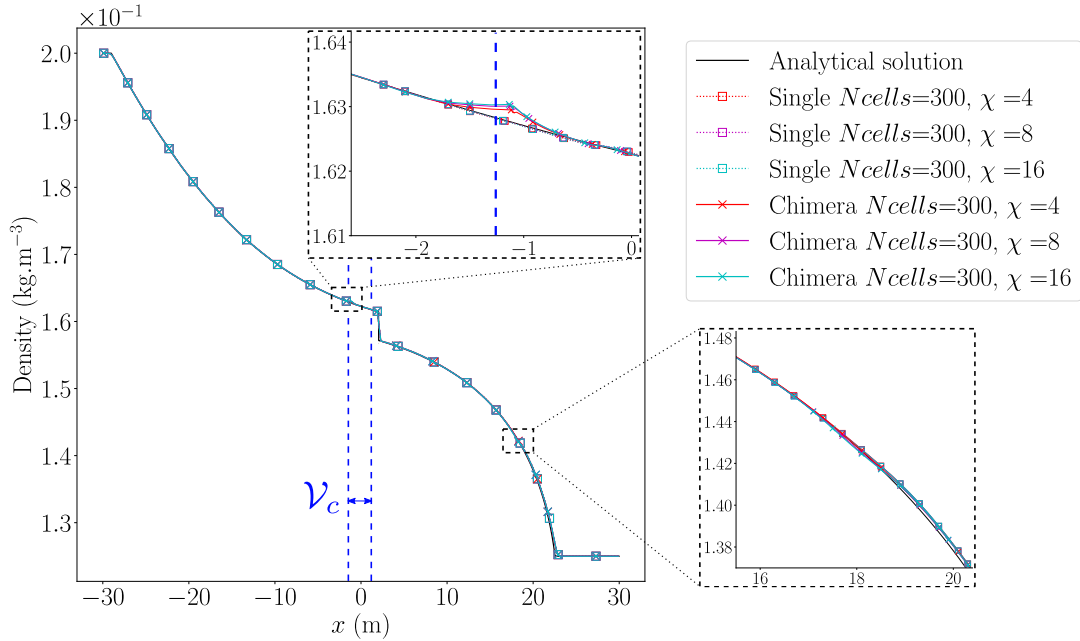 ×10⁻¹
2.0
1.9
1.8
1.7
1.6
1.5
1.4
1.3
Density (kg.m⁻³)
−30 −20 −10 0 10 20 30
x (m)
𝒱c
1.64
1.63
1.62
1.61
−2 −1 0
Analytical solution
Single Ncells=300, χ =4
Single Ncells=300, χ =8
Single Ncells=300, χ =16
Chimera Ncells=300, χ =4
Chimera Ncells=300, χ =8
Chimera Ncells=300, χ =16
1.48
1.46
1.44
1.42
1.40
1.38
16 18 20